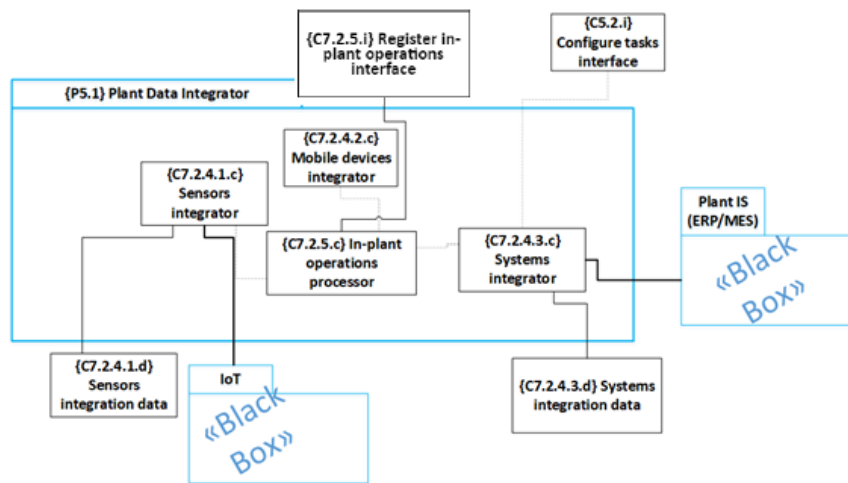 {C7.2.5.i} Register in-
plant operations
interface
{C5.2.i}
Configure tasks
interface
{P5.1} Plant Data Integrator
{C7.2.4.2.c}
Mobile devices
integrator
{C7.2.4.1.c}
Sensors
integrator
Plant IS
(ERP/MES)
{C7.2.5.c} In-plant
operations
processor
{C7.2.4.3.c}
Systems
integrator
«Black
Box»
{C7.2.4.1.d}
Sensors
integration data
IoT
«Black
Box»
{C7.2.4.3.d} Systems
integration data